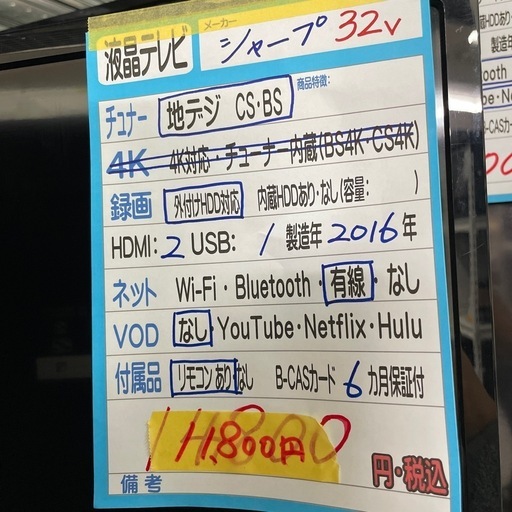 液晶テレビ メーカー シャープ 32v
商品特徴:
チュナー 地デジ CS・BS
4K 4K対応・チューナー内蔵(BS4K・CS4K)
録画 外付けHDD対応 内蔵HDDあり・なし(容量: )
HDMI: 2 USB: 1 製造年 2016年
ネット Wi-Fi・Bluetooth・有線・なし
VOD なし YouTube・Netflix・Hulu
付属品 リモコンあり なし B-CASカード 6カ月保証付
11,800円
円・税込
備考